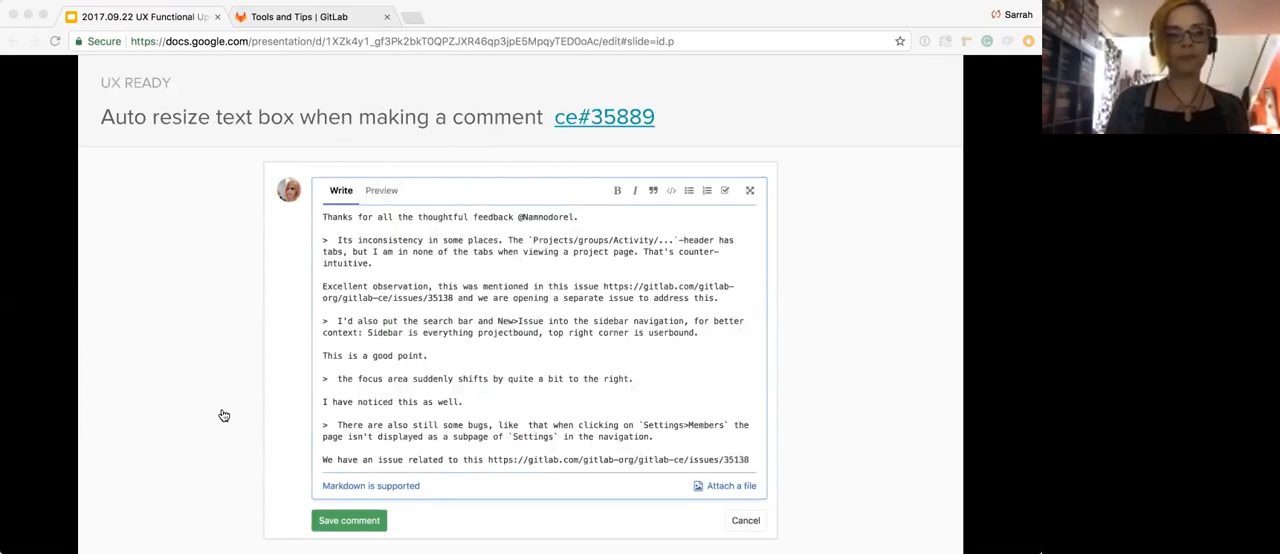 2017.09.22 UX Functional Up
Tools and Tips | GitLab
Sarrah
Secure
https://docs.google.com/presentation/d/1XZk4y1_gf3Pk2bkT0QPZJXR46qp3jpE5MpqyTED0oAc/edit#slide=id.p
UX READY
Auto resize text box when making a comment ce#35889
Write Preview
Thanks for all the thoughtful feedback @Namnodorel.
> Its inconsistency in some places. The `Projects/groups/Activity/...`-header has
tabs, but I am in none of the tabs when viewing a project page. That's counter-
intuitive.
Excellent observation, this was mentioned in this issue https://gitlab.com/gitlab-
org/gitlab-ce/issues/35138 and we are opening a separate issue to address this.
> I'd also put the search bar and New>Issue into the sidebar navigation, for better
context: Sidebar is everything projectbound, top right corner is userbound.
This is a good point.
> the focus area suddenly shifts by quite a bit to the right.
I have noticed this as well.
> There are also still some bugs, like that when clicking on `Settings>Members` the
page isn't displayed as a subpage of `Settings` in the navigation.
We have an issue related to this https://gitlab.com/gitlab-org/gitlab-ce/issues/35138
Markdown is supported
Attach a file
Save comment
Cancel